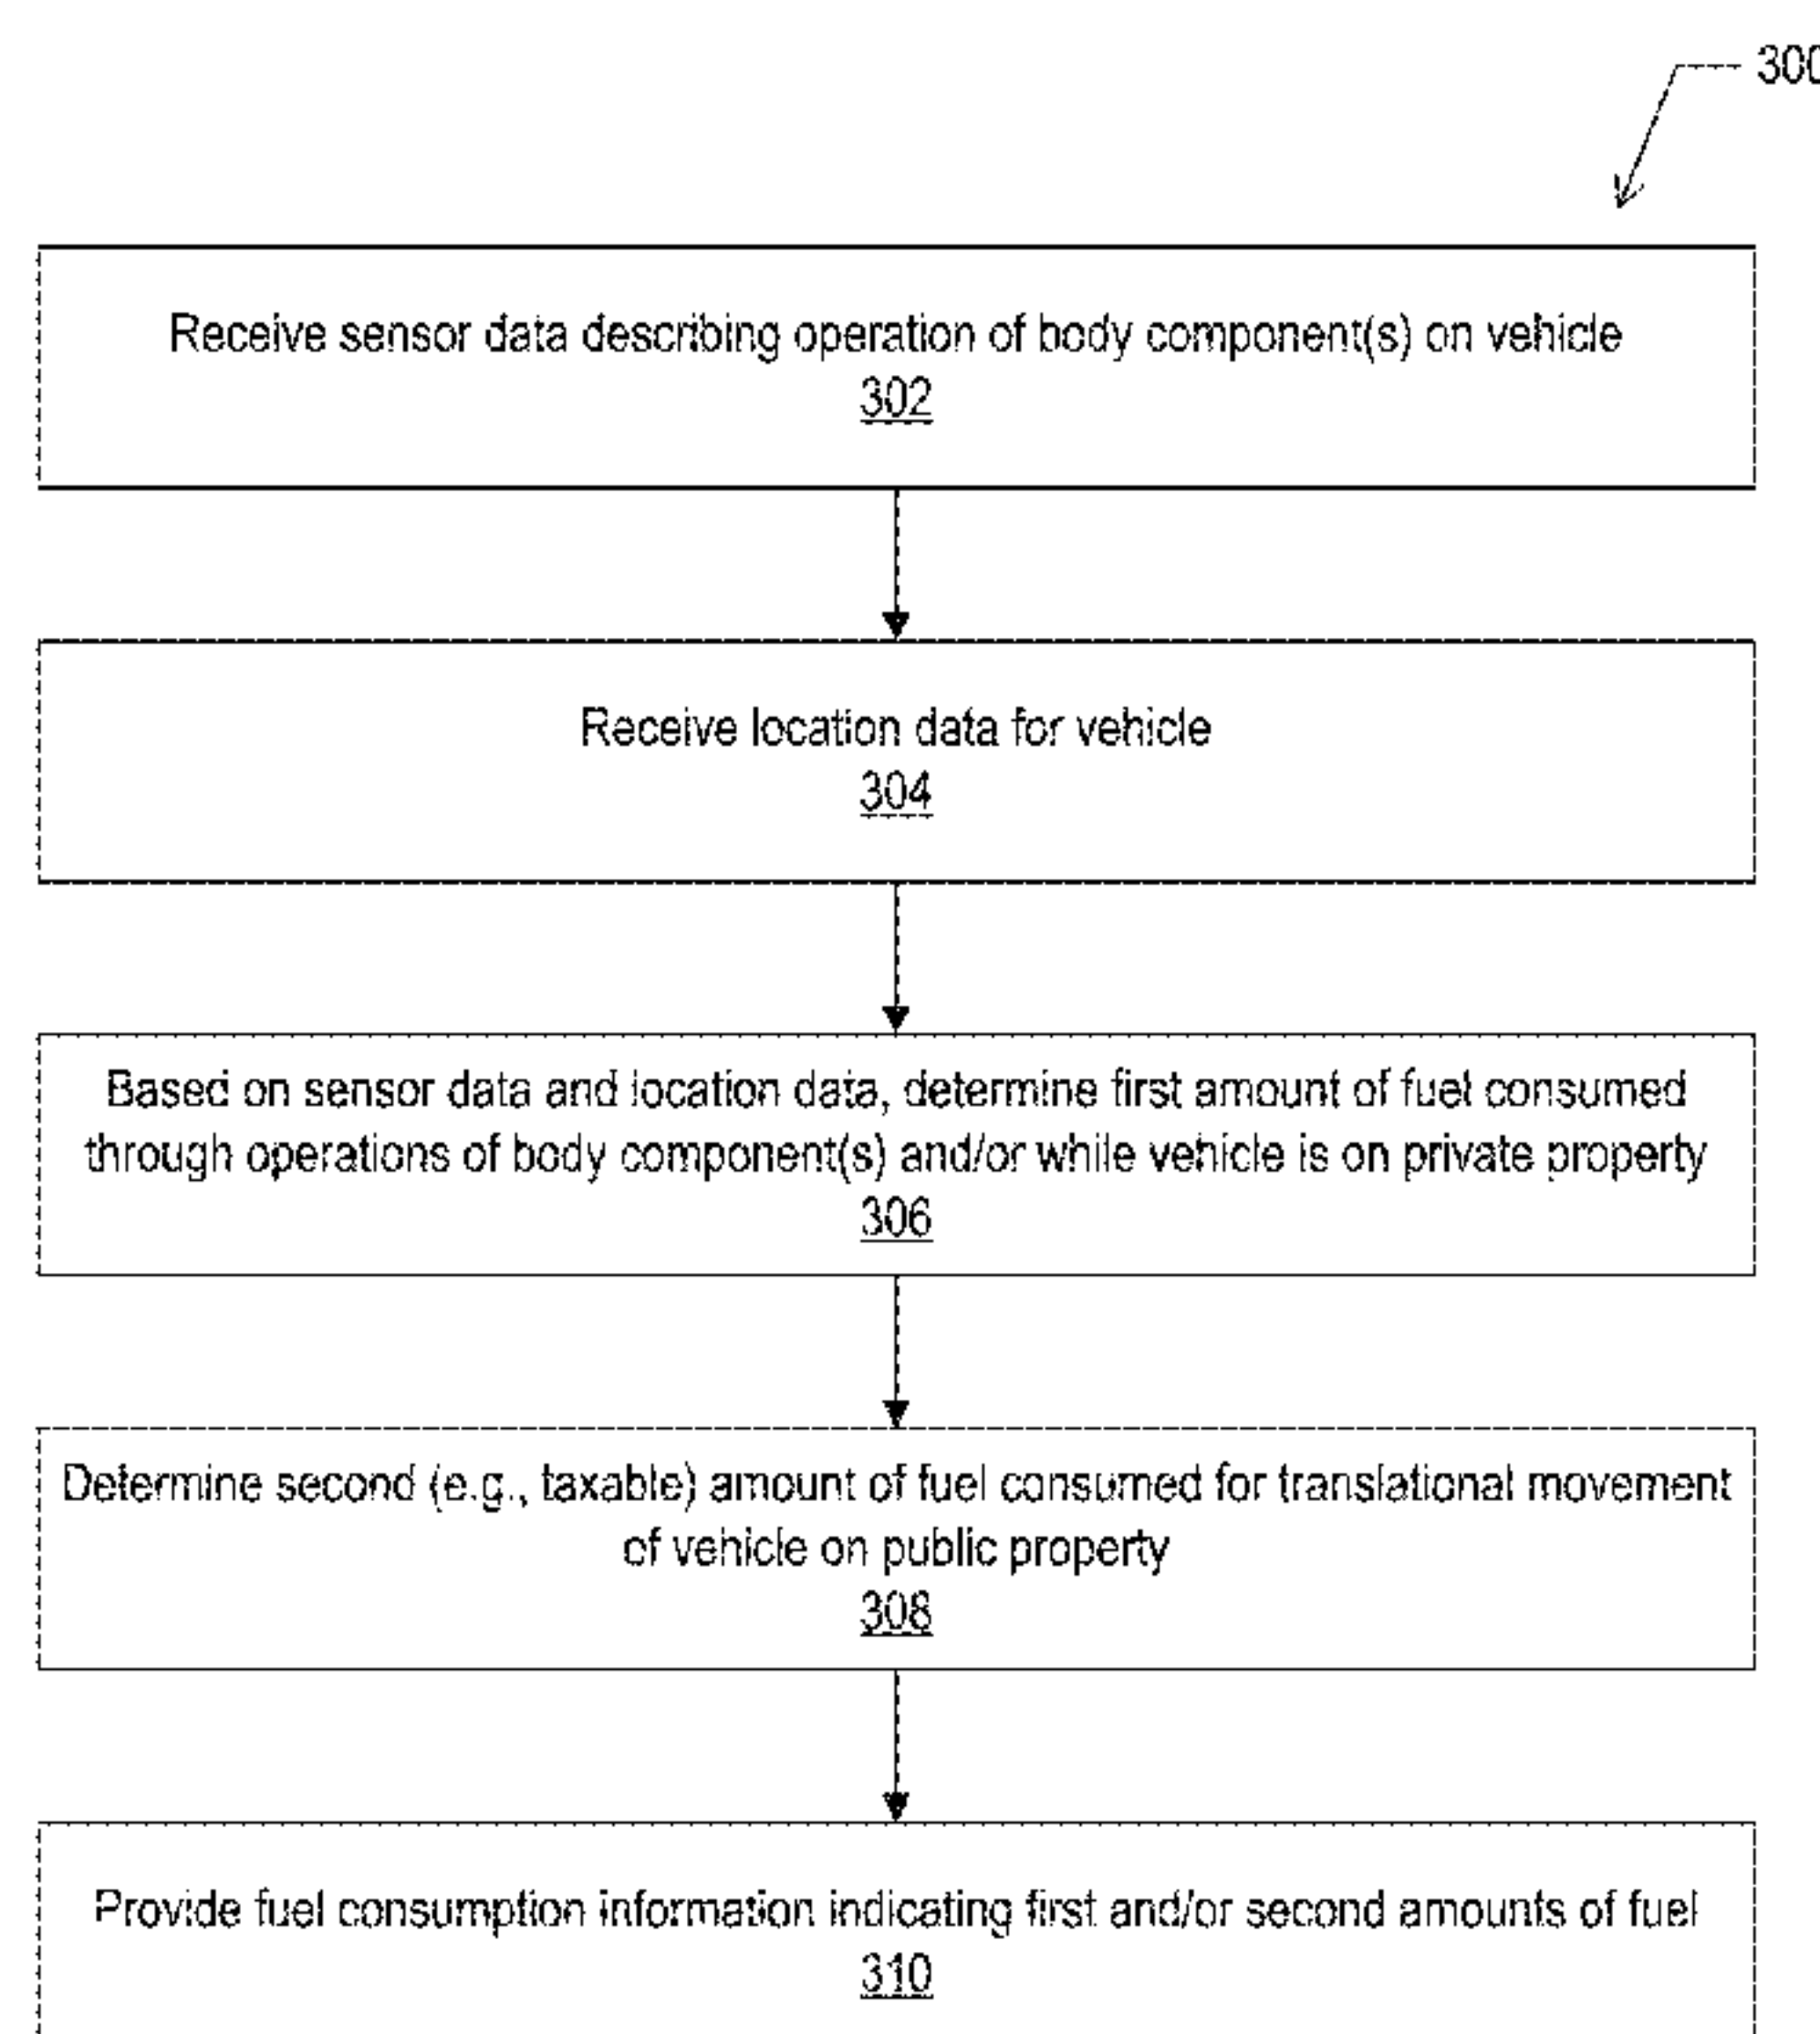 300
Receive sensor data describing operation of body component(s) on vehicle
302
Receive location data for vehicle
304
Based on sensor data and location data, determine first amount of fuel consumed
through operations of body component(s) and/or while vehicle is on private property
306
Determine second (e.g., taxable) amount of fuel consumed for translational movement
of vehicle on public property
308
Provide fuel consumption information indicating first and/or second amounts of fuel
310